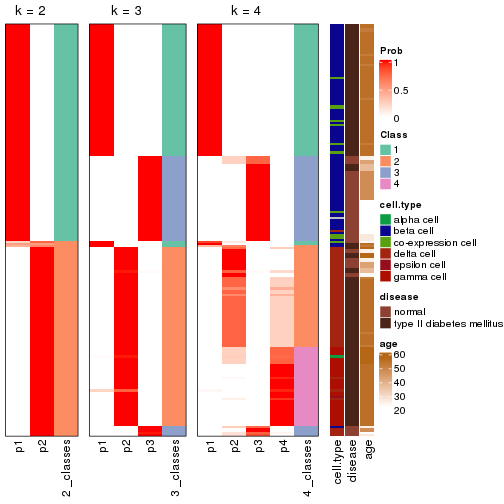 k = 2
k = 3
k = 4
p1
p2
2_classes
p1
p2
p3
3_classes
p1
p2
p3
p4
4_classes
cell.type
disease
age
Prob
1
0.5
0
Class
1
2
3
4
cell.type
alpha cell
beta cell
co-expression cell
delta cell
epsilon cell
gamma cell
disease
normal
type II diabetes mellitus
age
60
50
40
30
20